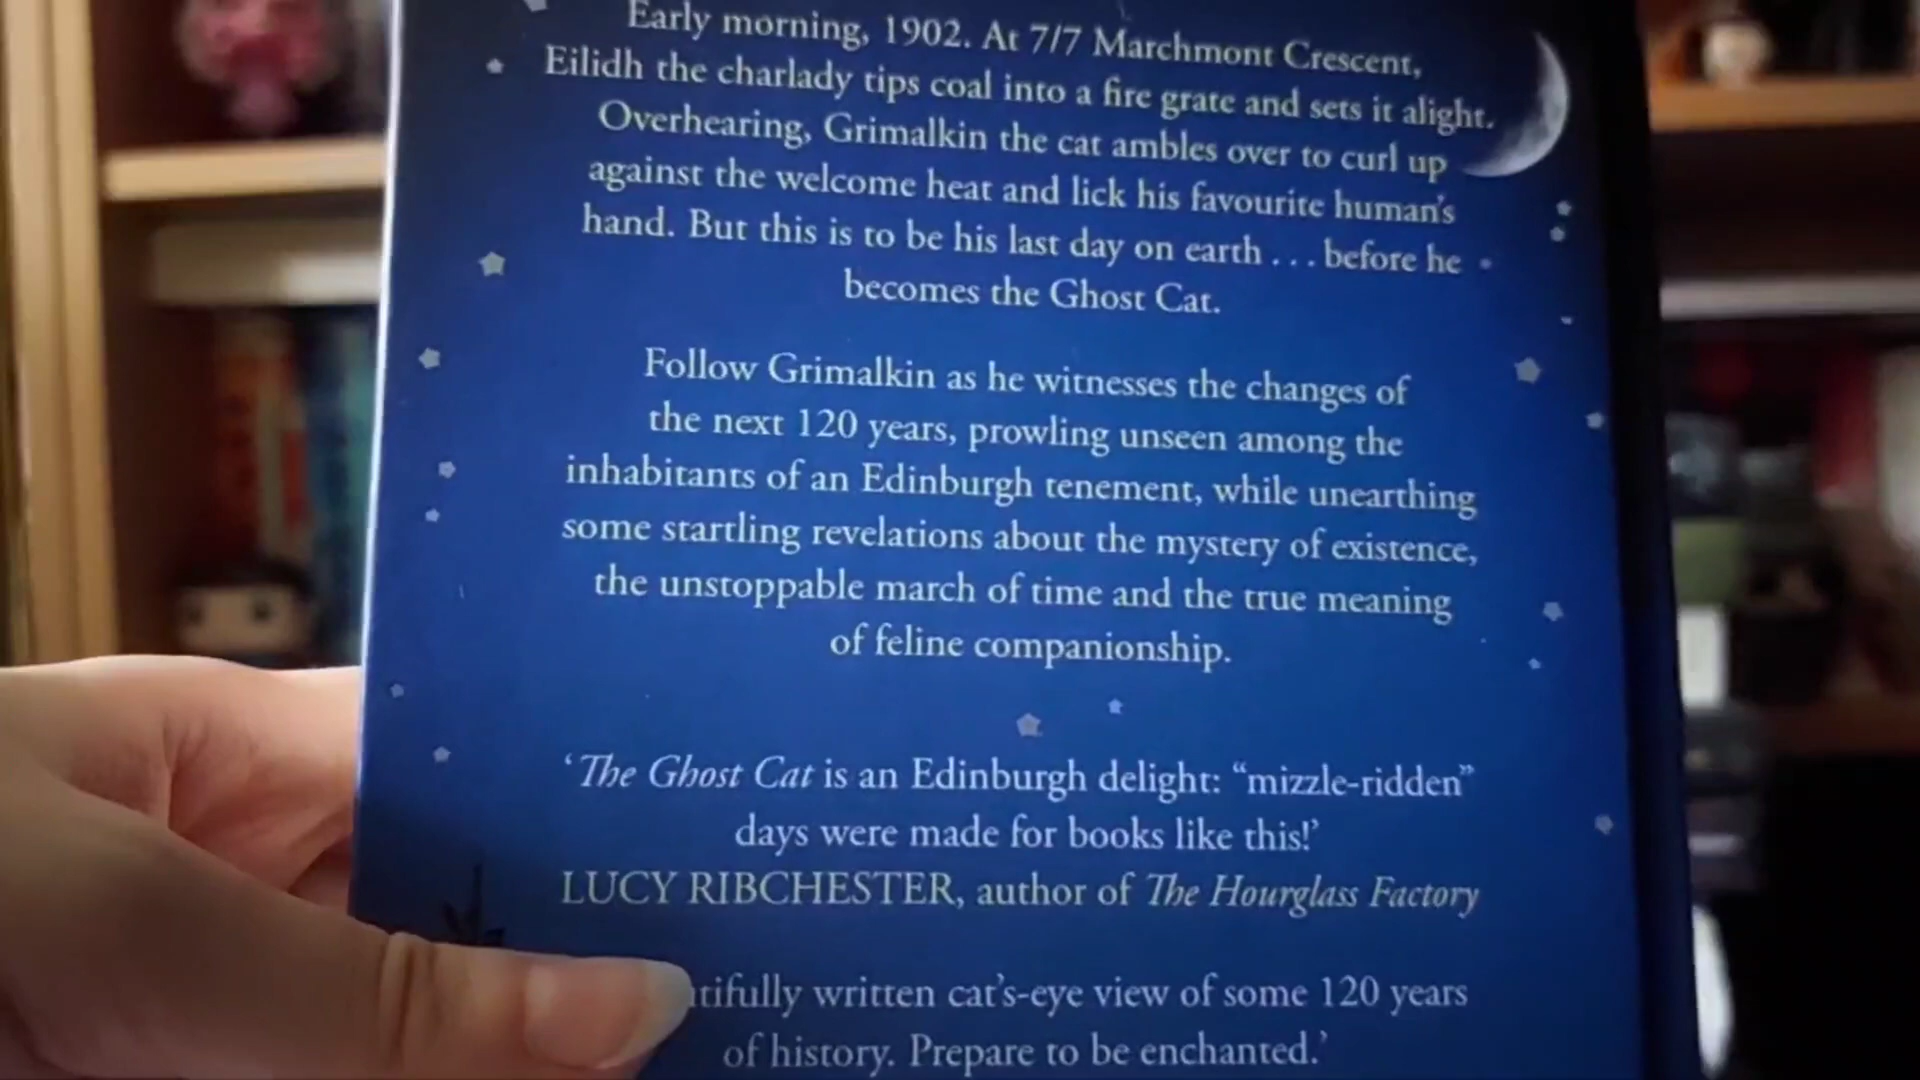 Early morning, 1902. At 7/7 Marchmont Crescent,
Eilidh the charlady tips coal into a fire grate and sets it alight.
Overhearing, Grimalkin the cat ambles over to curl up
against the welcome heat and lick his favourite human's
hand. But this is to be his last day on earth . . . before he
becomes the Ghost Cat.
Follow Grimalkin as he witnesses the changes of
the next 120 years, prowling unseen among the
inhabitants of an Edinburgh tenement, while unearthing
some startling revelations about the mystery of existence,
the unstoppable march of time and the true meaning
of feline companionship.
‘The Ghost Cat is an Edinburgh delight: “mizzle-ridden”
days were made for books like this!’
LUCY RIBCHESTER, author of The Hourglass Factory
written cat's-eye view of some 120 years
of history. Prepare to be enchanted.’